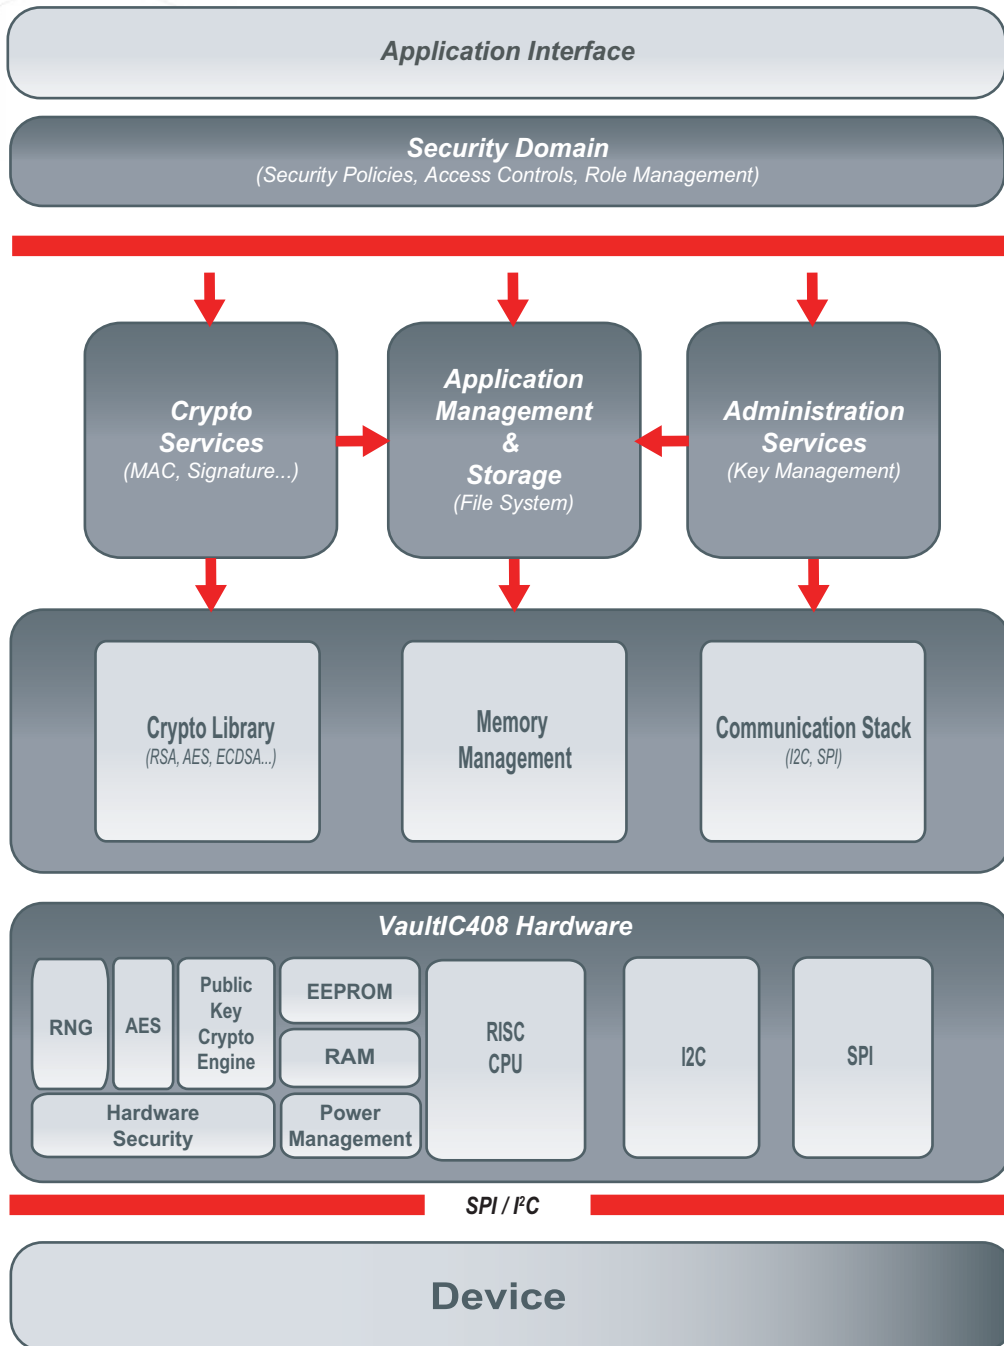 Application Interface
Security Domain
(Security Policies, Access Controls, Role Management)
Crypto
Services
(MAC, Signature...)
Application
Management
&
Storage
(File System)
Administration
Services
(Key Management)
Crypto Library
(RSA, AES, ECDSA...)
Memory
Management
Communication Stack
(I2C, SPI)
VaultIC408 Hardware
RNG
AES
Public
Key
Crypto
Engine
EEPROM
RAM
Hardware
Security
Power
Management
RISC
CPU
I2C
SPI
SPI / I²C
Device